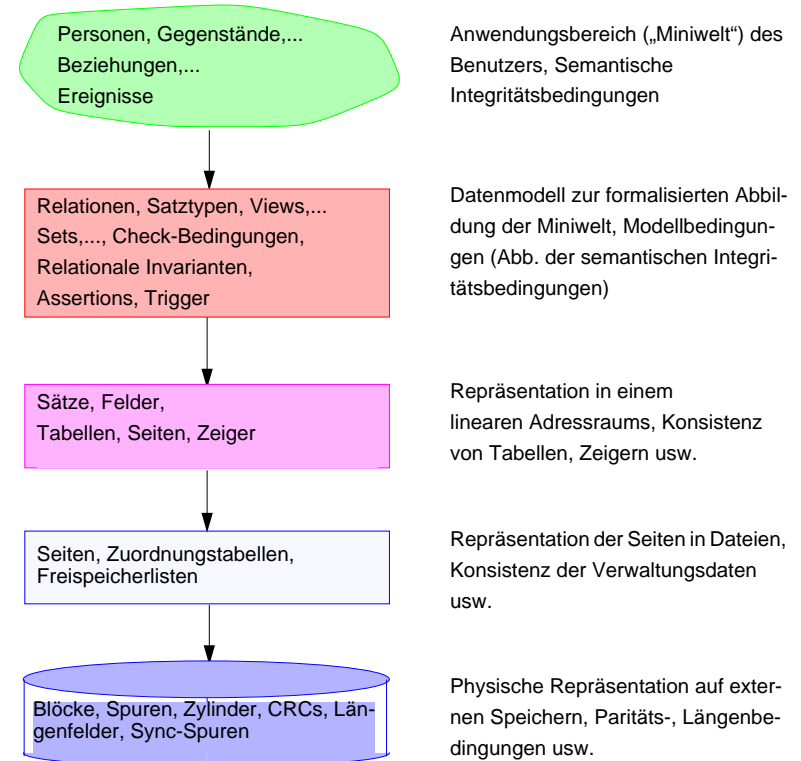 Personen, Gegenstände,...
Beziehungen,...
Ereignisse
Anwendungsbereich („Miniwelt“) des
Benutzers, Semantische
Integritätsbedingungen
Relationen, Satztypen, Views,...
Sets,..., Check-Bedingungen,
Relationale Invarianten,
Assertions, Trigger
Datenmodell zur formalisierten Abbil-
dung der Miniwelt, Modellbedingun-
gen (Abb. der semantischen Integri-
tätsbedingungen)
Sätze, Felder,
Tabellen, Seiten, Zeiger
Repräsentation in einem
linearen Adressraums, Konsistenz
von Tabellen, Zeigern usw.
Seiten, Zuordnungstabellen,
Freispeicherlisten
Repräsentation der Seiten in Dateien,
Konsistenz der Verwaltungsdaten
usw.
Blöcke, Spuren, Zylinder, CRCs, Län-
genfelder, Sync-Spuren
Physische Repräsentation auf exter-
nen Speichern, Paritäts-, Längenbe-
dingungen usw.